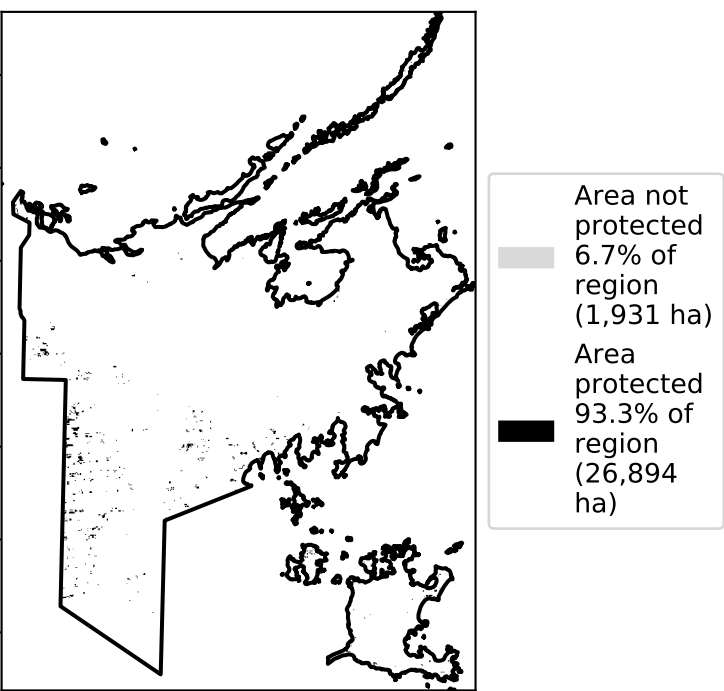 Area not
protected
6.7% of
region
(1,931 ha)
Area
protected
93.3% of
region
(26,894
ha)